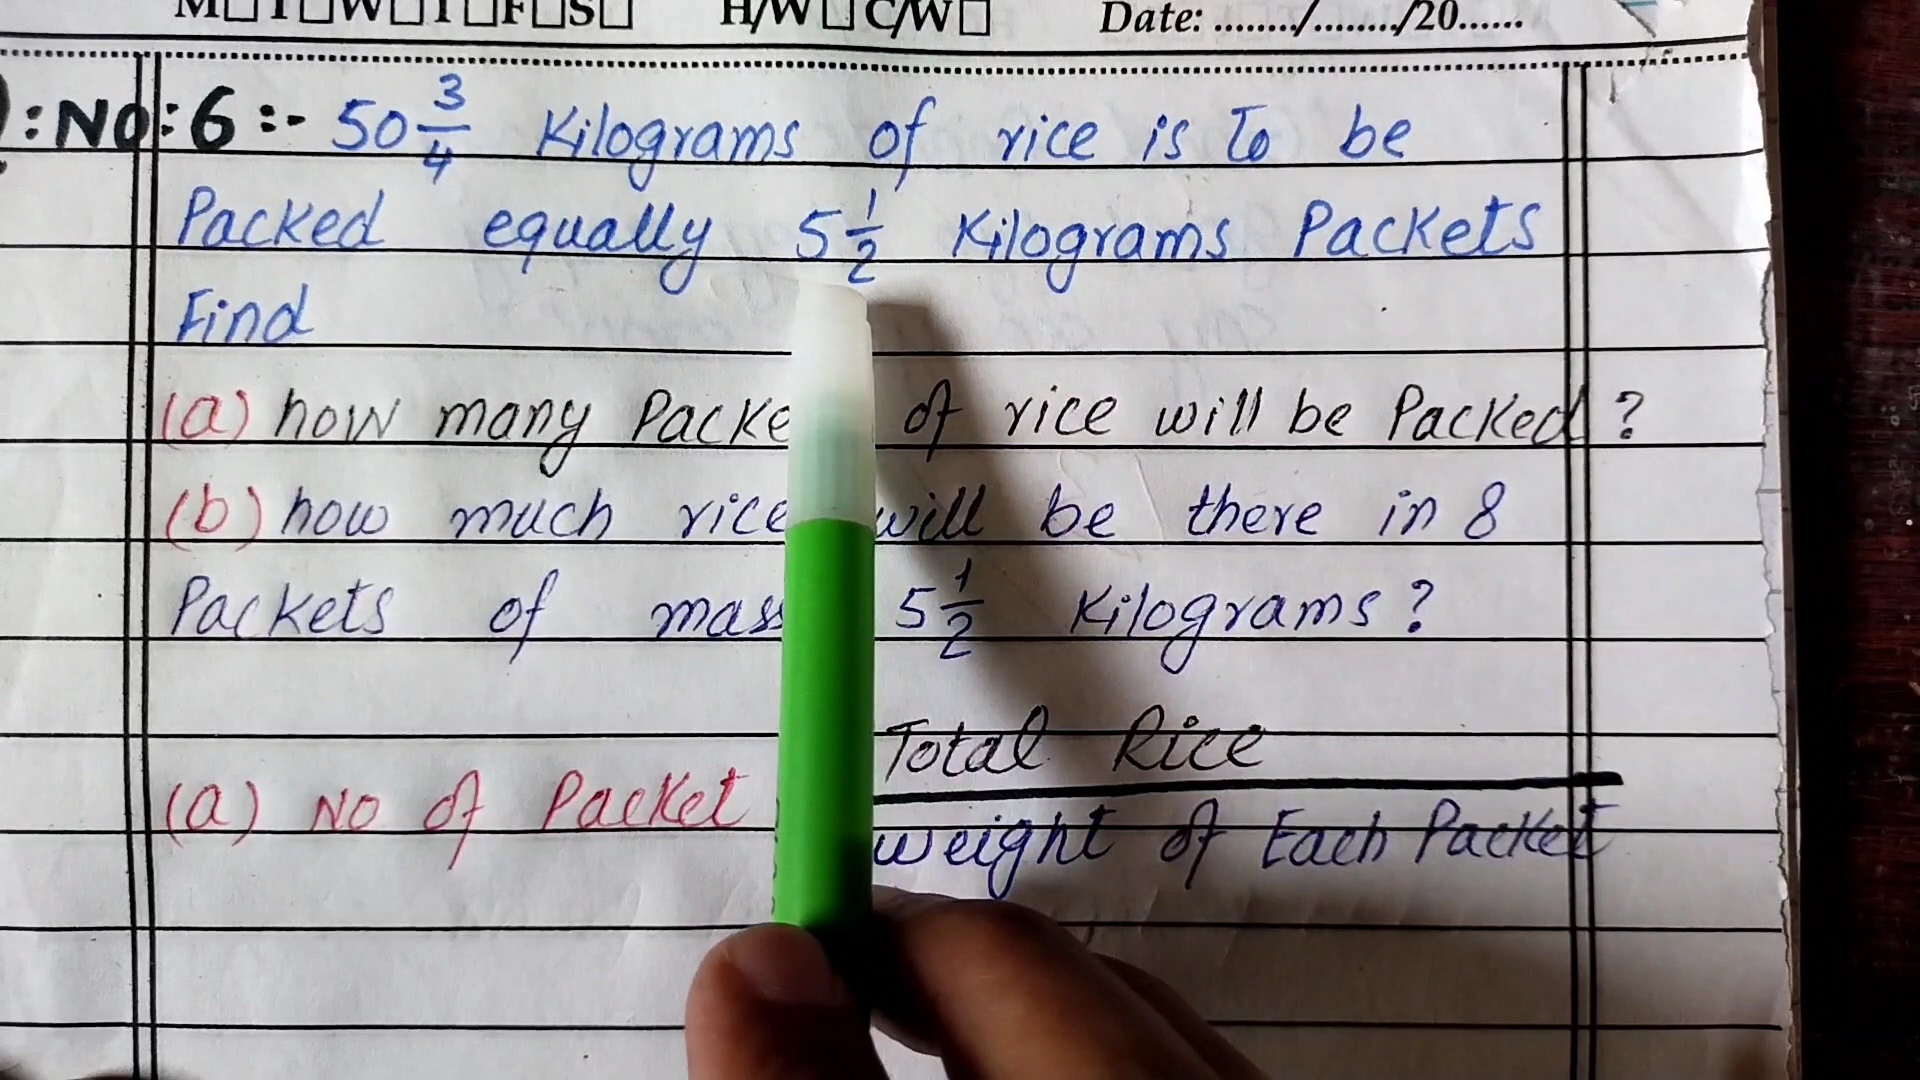 M□T□W□T□F□S□ H/W□ C/W□ Date: ......../......../20......
:NO:6 :- 50 3/4 Kilograms of rice is To be
Packed equally 5 1/2 Kilograms Packets
Find
(a) how many of rice will be Packed ?
(b) how much rice will be there in 8
Packets of mass 5 1/2 Kilograms ?
Total Rice
(a) NO of Packet
weight of Each Packet